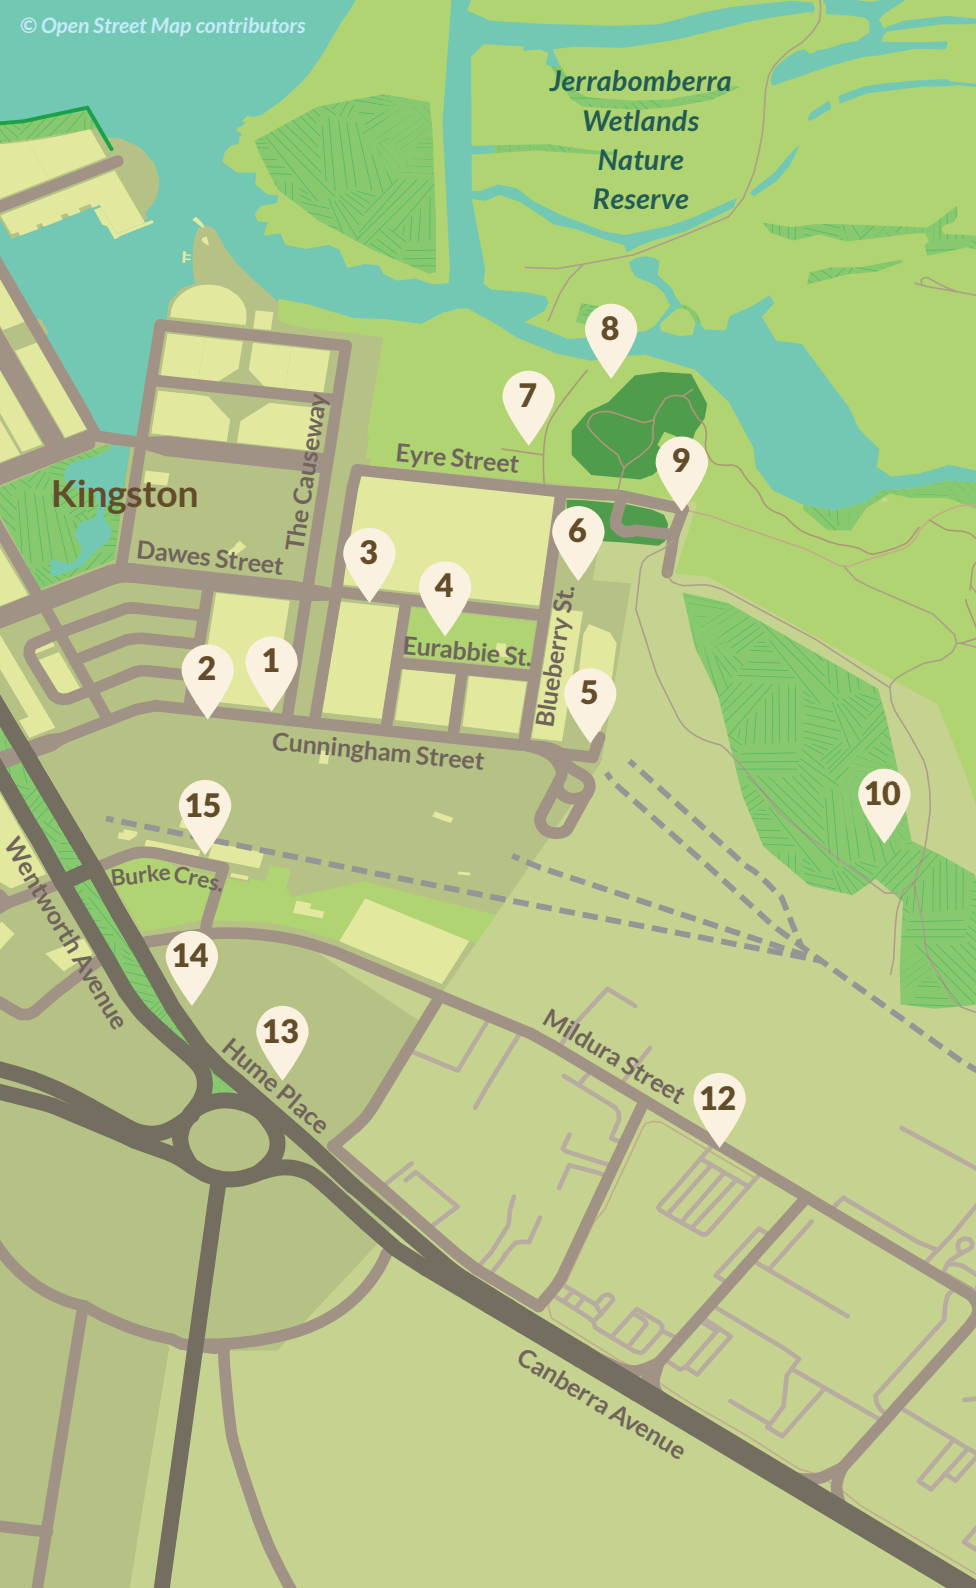 © Open Street Map contributors
Jerrabomberra
Wetlands
Nature
Reserve
8
7
Eyre Street
9
The Causeway
Kingston
6
3
Dawes Street
4
Blueberry St.
Eurabbie St.
1
2
5
Cunningham Street
10
15
Wentworth Avenue
Burke Cres.
14
13
Hume Place
Mildura Street
12
Canberra Avenue